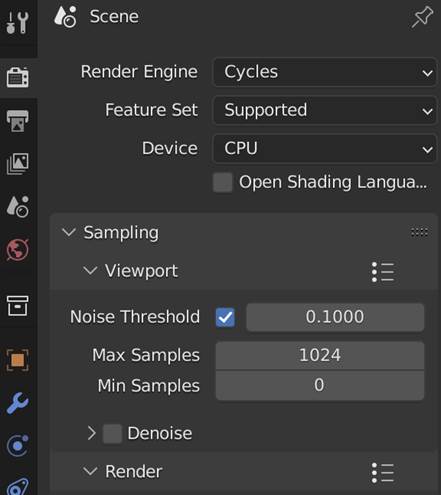 Scene
Render Engine Cycles
Feature Set Supported
Device CPU
Open Shading Langua...
Sampling
Viewport
Noise Threshold 0.1000
Max Samples 1024
Min Samples 0
Denoise
Render